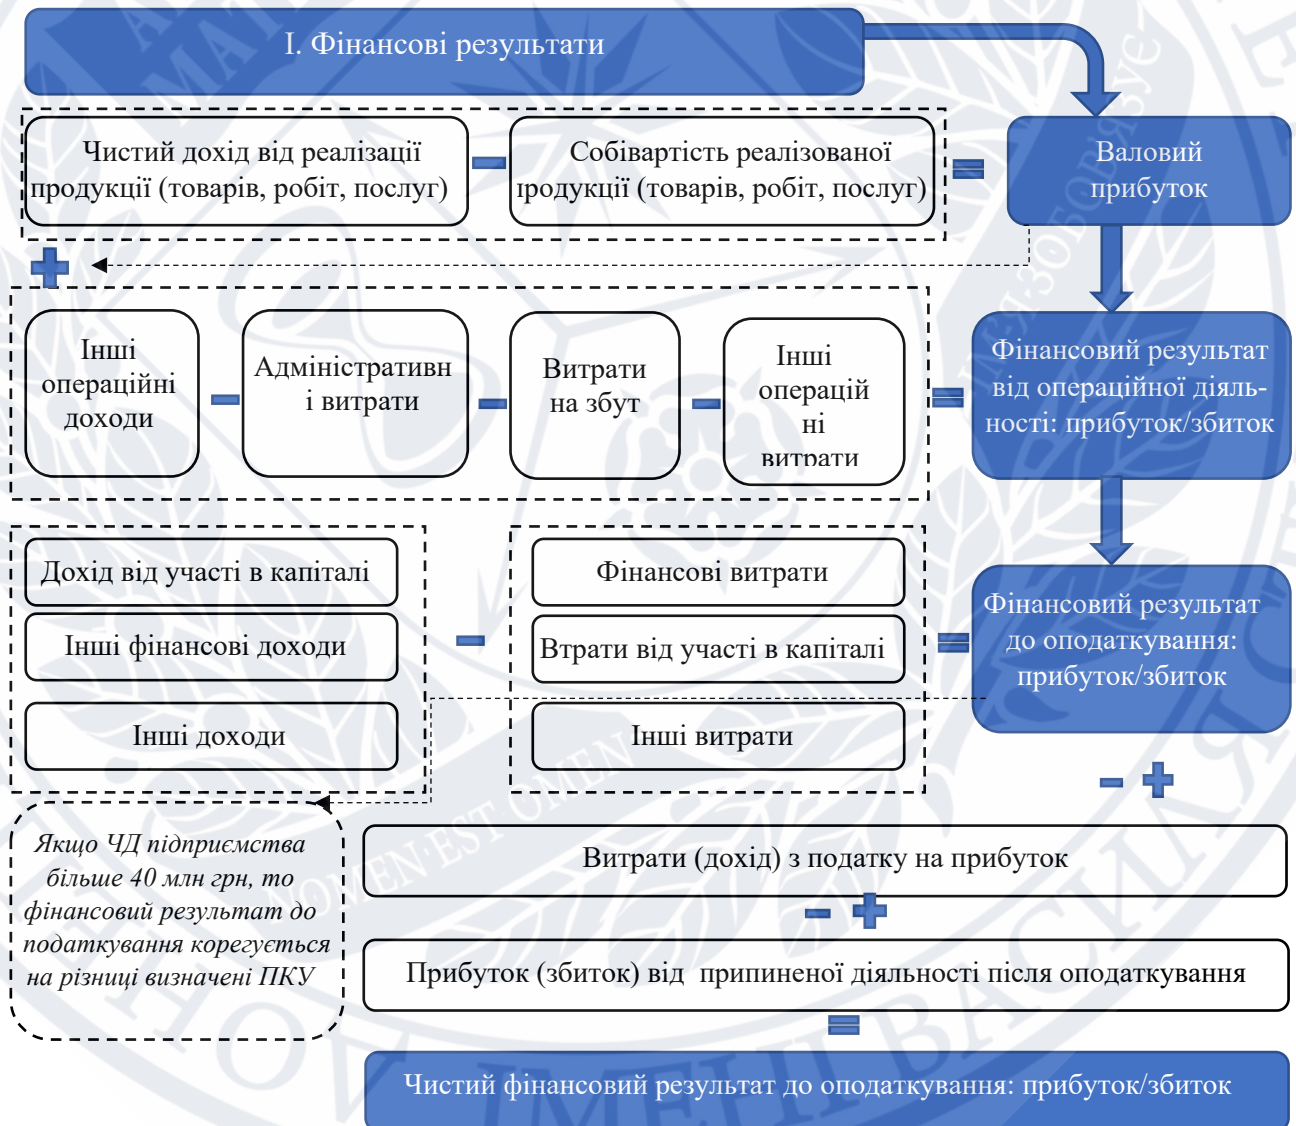 І. Фінансові результати
Чистий дохід від реалізації
продукції (товарів, робіт, послуг)
Собівартість реалізованої
продукції (товарів, робіт, послуг)
Валовий
прибуток
Інші
операційні
доходи
Адміністративн
і витрати
Витрати
на збут
Інші
операцій
ні
витрати
Фінансовий результат
від операційної діяль-
ності: прибуток/збиток
Дохід від участі в капіталі
Інші фінансові доходи
Інші доходи
Фінансові витрати
Втрати від участі в капіталі
Інші витрати
Фінансовий результат
до оподаткування:
прибуток/збиток
Якщо ЧД підприємства
більше 40 млн грн, то
фінансовий результат до
податкування корегується
на різниці визначені ПКУ
Витрати (дохід) з податку на прибуток
Прибуток (збиток) від припиненої діяльності після оподаткування
Чистий фінансовий результат до оподаткування: прибуток/збиток
NOMEN·EST OMEN
ІМЕНІ ВАСИЛЯ